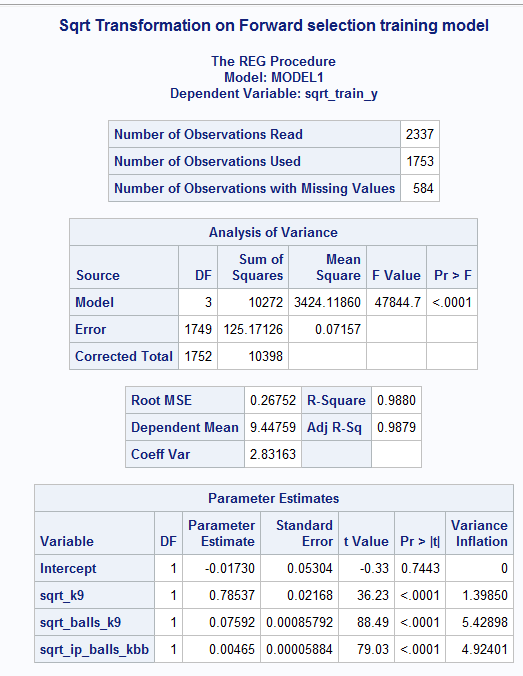 Sqrt Transformation on Forward selection training model
The REG Procedure
Model: MODEL1
Dependent Variable: sqrt_train_y
Number of Observations Read 2337
Number of Observations Used 1753
Number of Observations with Missing Values 584
Analysis of Variance
Source DF Sum of Squares Mean Square F Value Pr > F
Model 3 10272 3424.11860 47844.7 <.0001
Error 1749 125.17126 0.07157
Corrected Total 1752 10398
Root MSE 0.26752 R-Square 0.9880
Dependent Mean 9.44759 Adj R-Sq 0.9879
Coeff Var 2.83163
Parameter Estimates
Variable DF Parameter Estimate Standard Error t Value Pr > |t| Variance Inflation
Intercept 1 -0.01730 0.05304 -0.33 0.7443 0
sqrt_k9 1 0.78537 0.02168 36.23 <.0001 1.39850
sqrt_balls_k9 1 0.07592 0.00085792 88.49 <.0001 5.42898
sqrt_ip_balls_kbb 1 0.00465 0.00005884 79.03 <.0001 4.92401